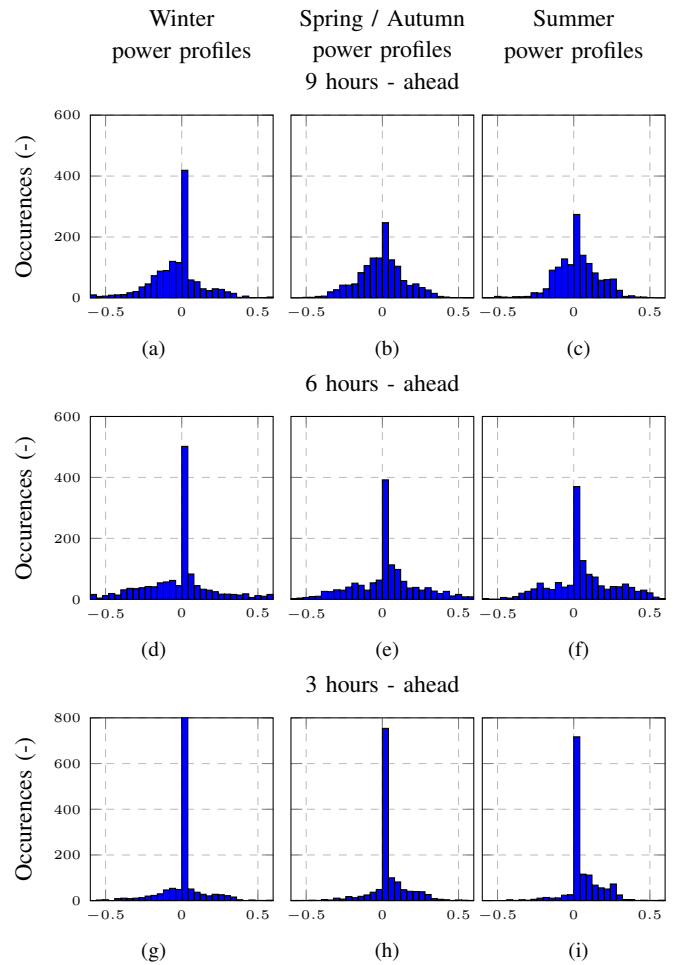 Winter
power profiles
Spring / Autumn
power profiles
Summer
power profiles
9 hours - ahead
Occurences (-)
600
400
200
0
−0.5 0 0.5
−0.5 0 0.5
−0.5 0 0.5
(a) (b) (c)
6 hours - ahead
Occurences (-)
600
400
200
0
−0.5 0 0.5
−0.5 0 0.5
−0.5 0 0.5
(d) (e) (f)
3 hours - ahead
Occurences (-)
800
600
400
200
0
−0.5 0 0.5
−0.5 0 0.5
−0.5 0 0.5
(g) (h) (i)